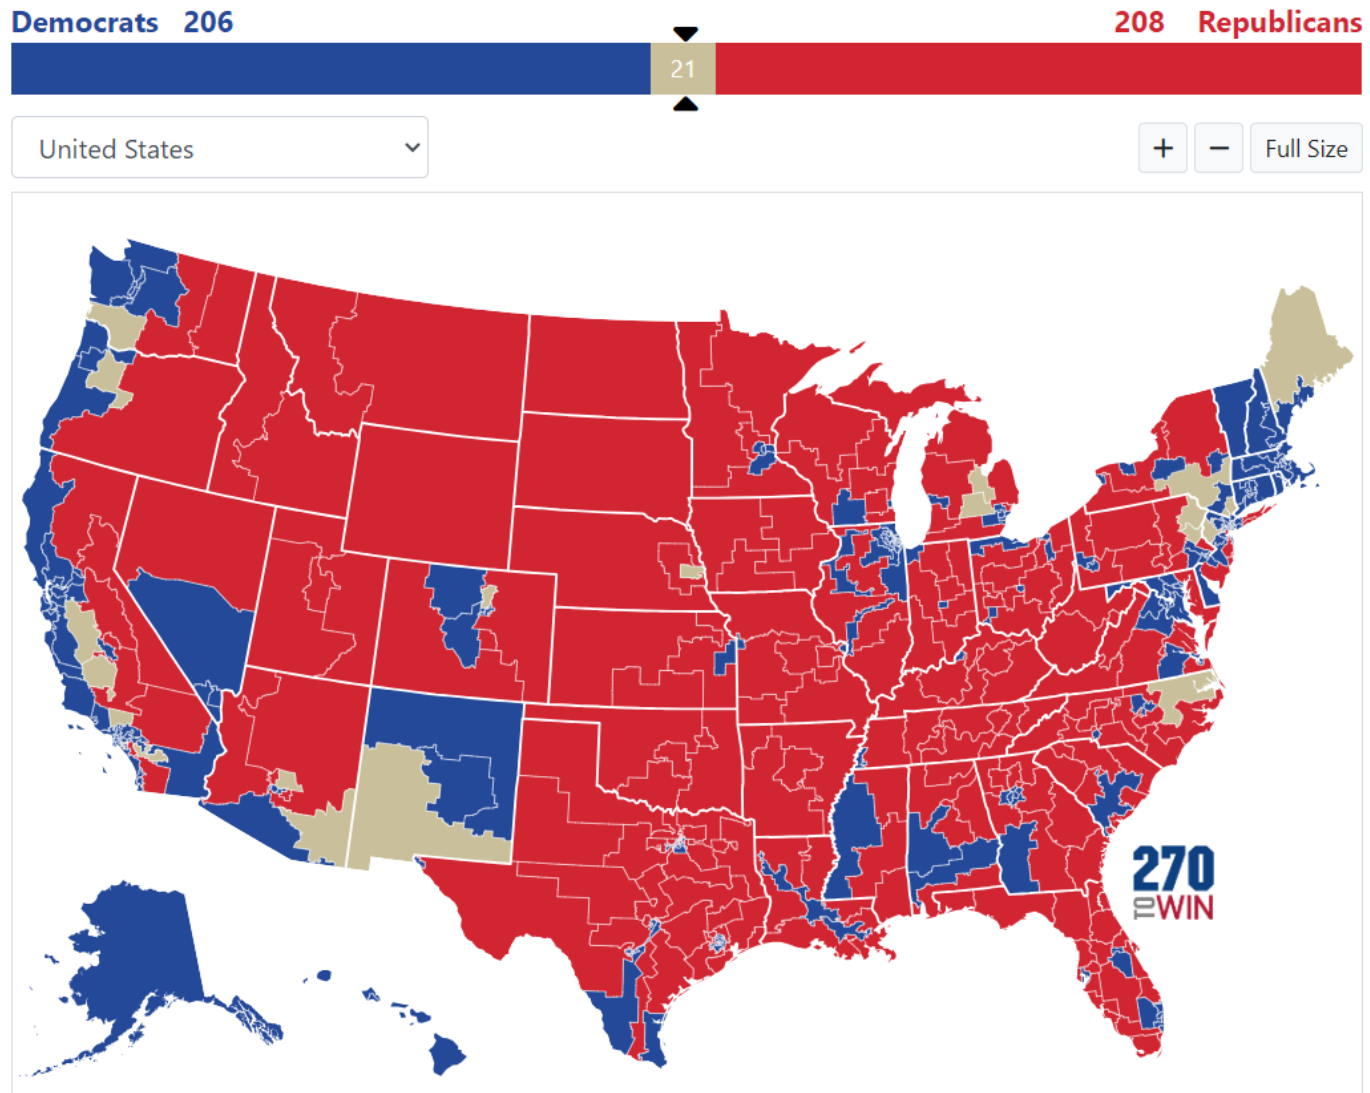 Democrats 206
208 Republicans
21
United States
+ − Full Size
270
TO WIN